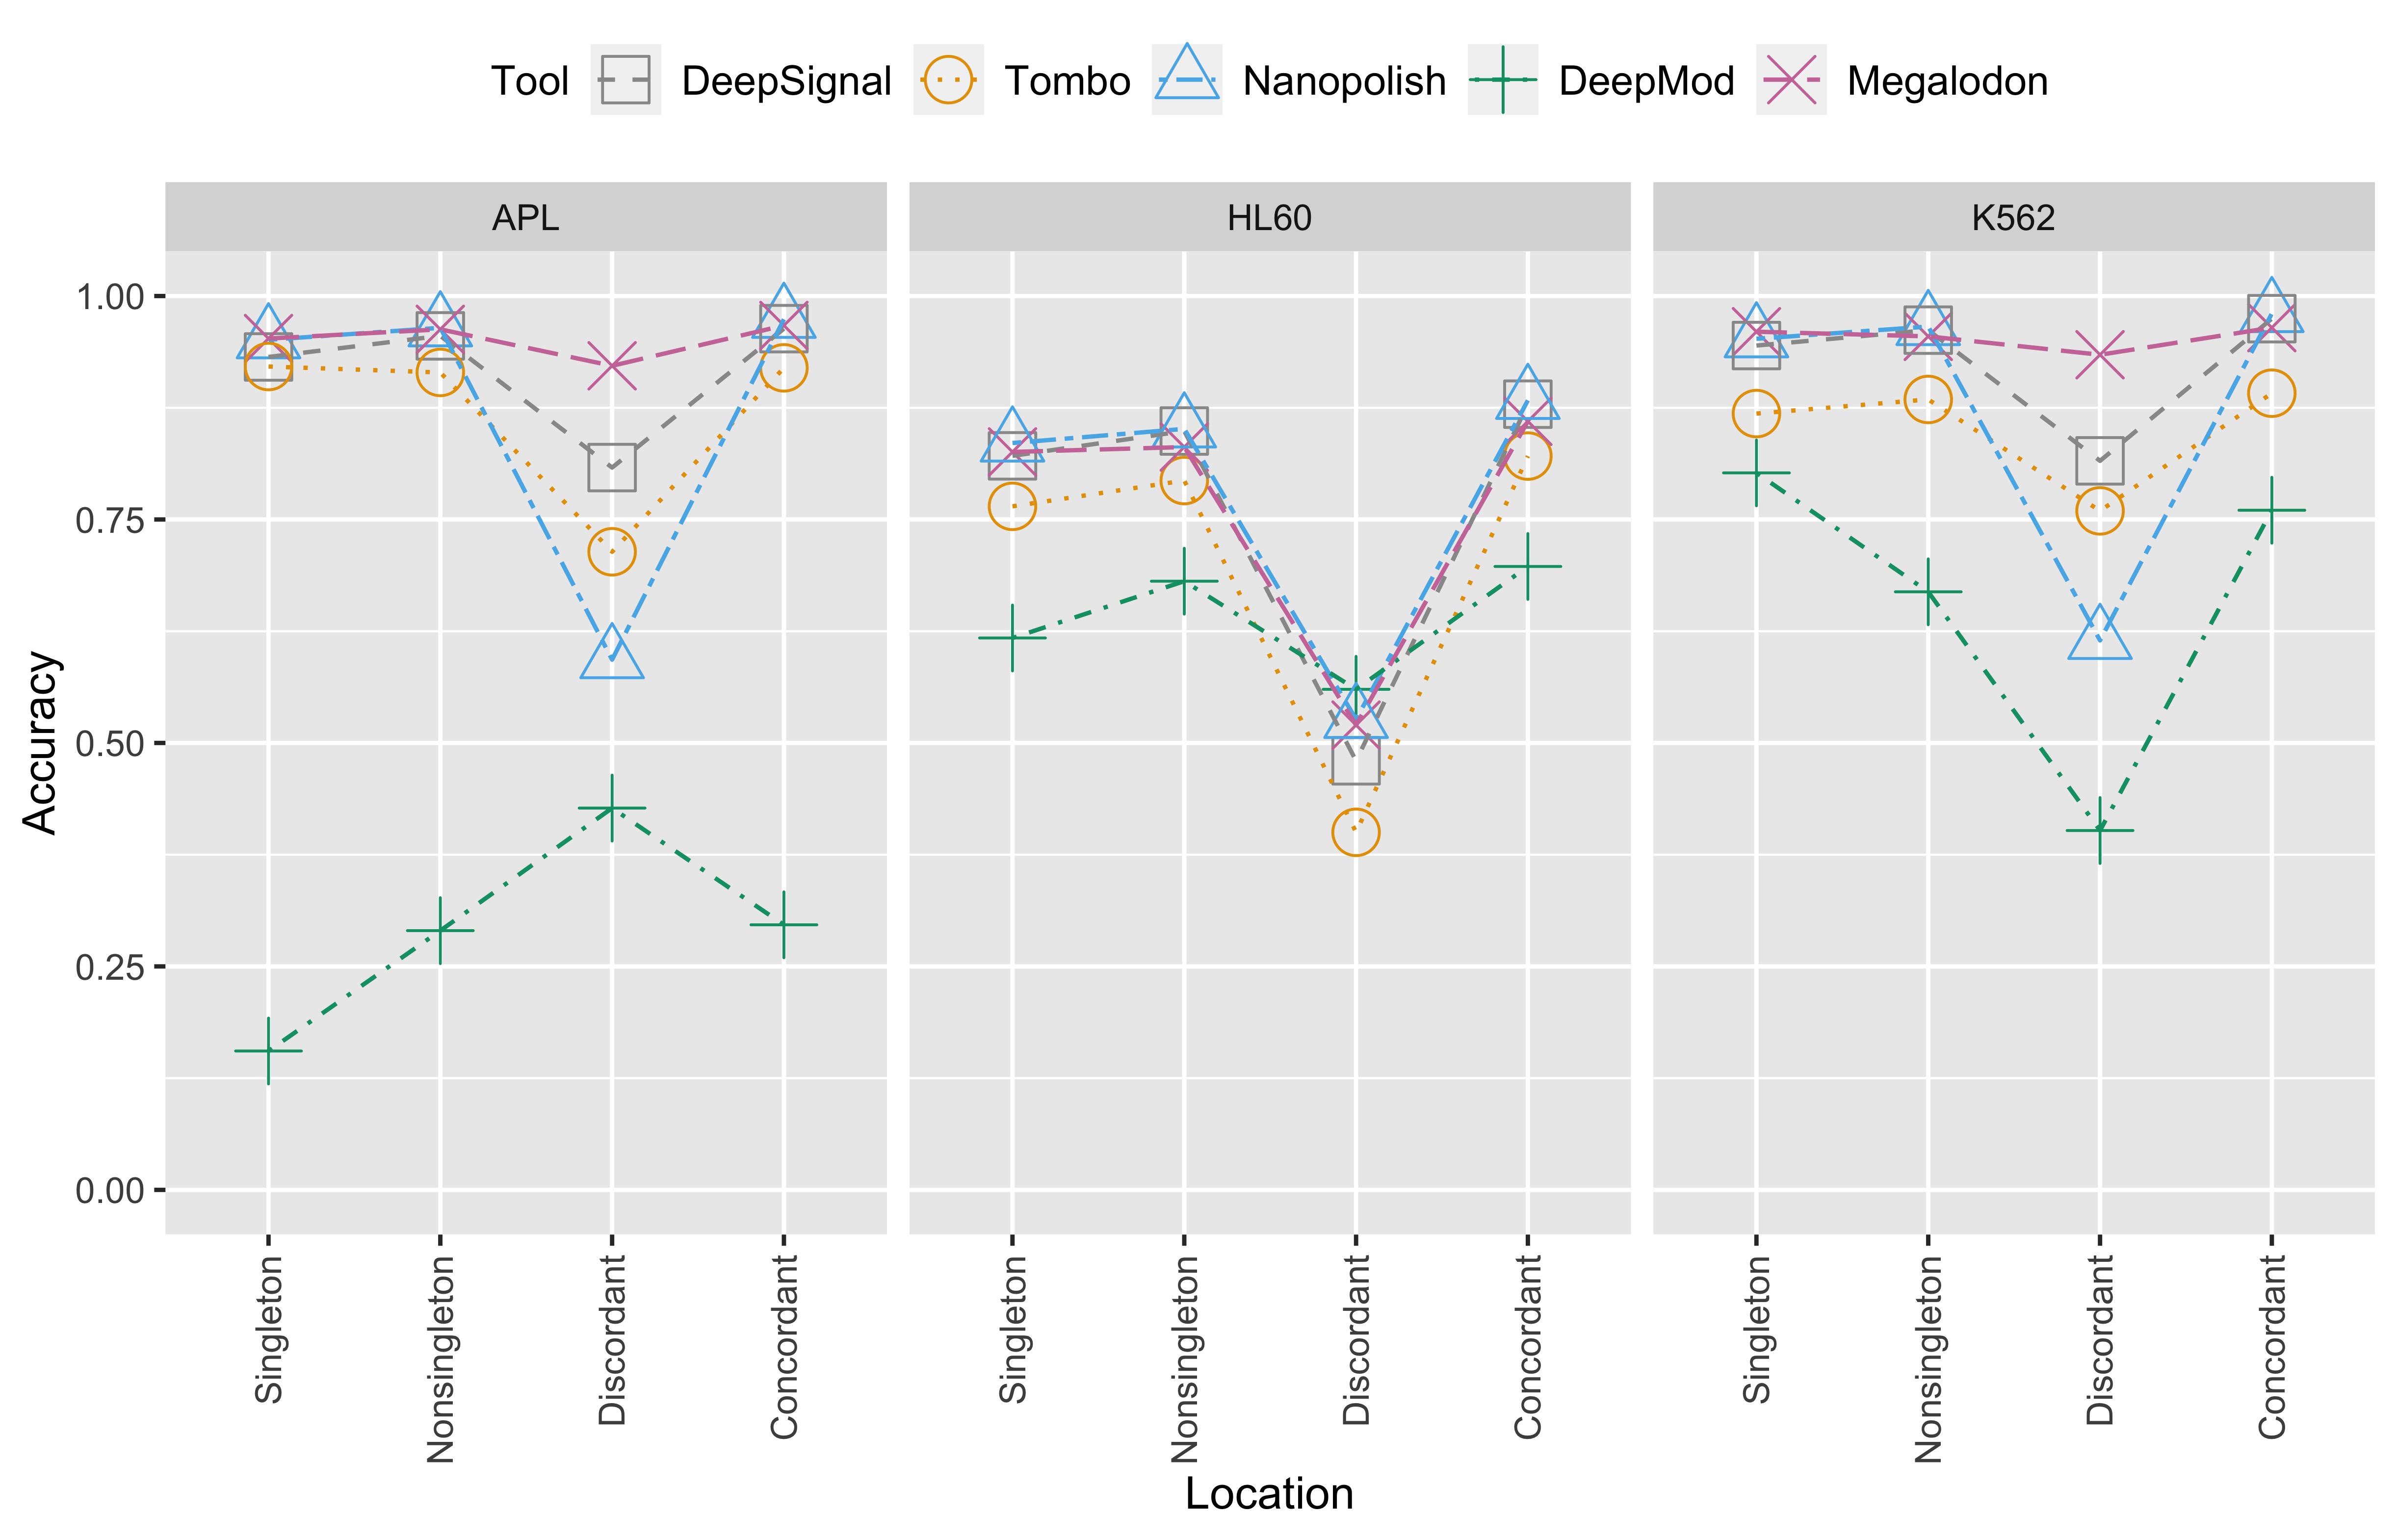 Tool DeepSignal Tombo Nanopolish DeepMod Megalodon
APL HL60 K562
1.00
0.75
0.50
0.25
0.00
Accuracy
Singleton Nonsingleton Discordant Concordant Singleton Nonsingleton Discordant Concordant Singleton Nonsingleton Discordant Concordant
Location